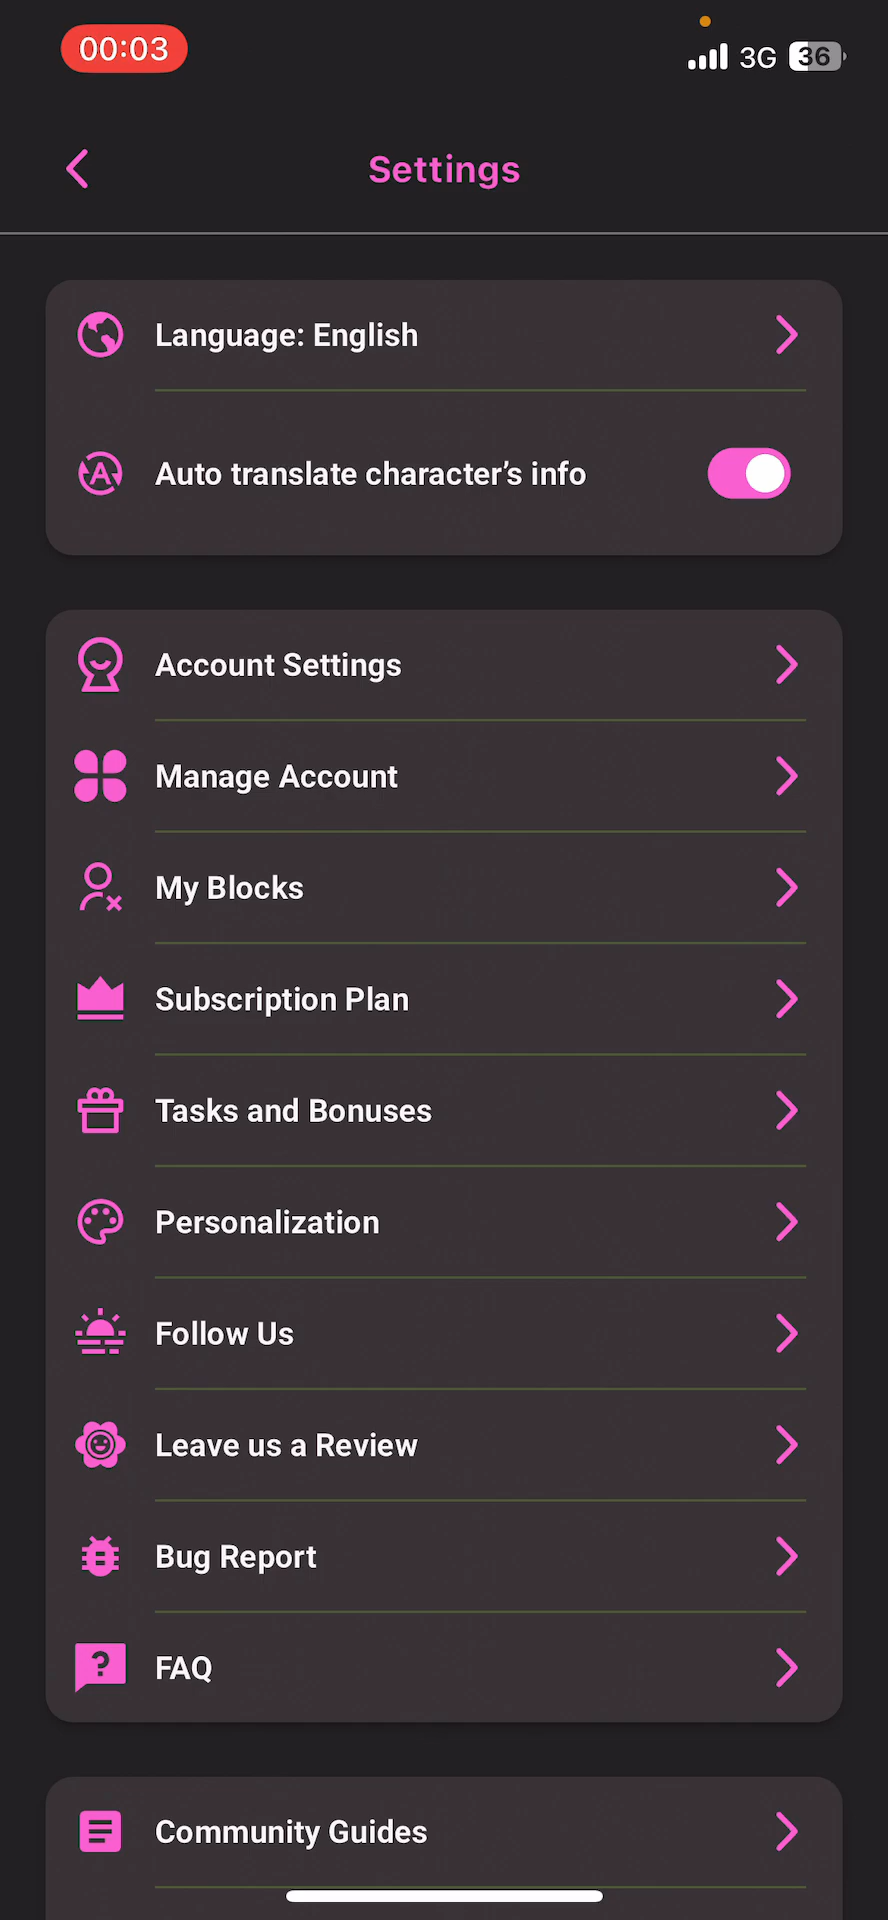 00:03
3G 36
Settings
Language: English
Auto translate character’s info
Account Settings
Manage Account
My Blocks
Subscription Plan
Tasks and Bonuses
Personalization
Follow Us
Leave us a Review
Bug Report
FAQ
Community Guides